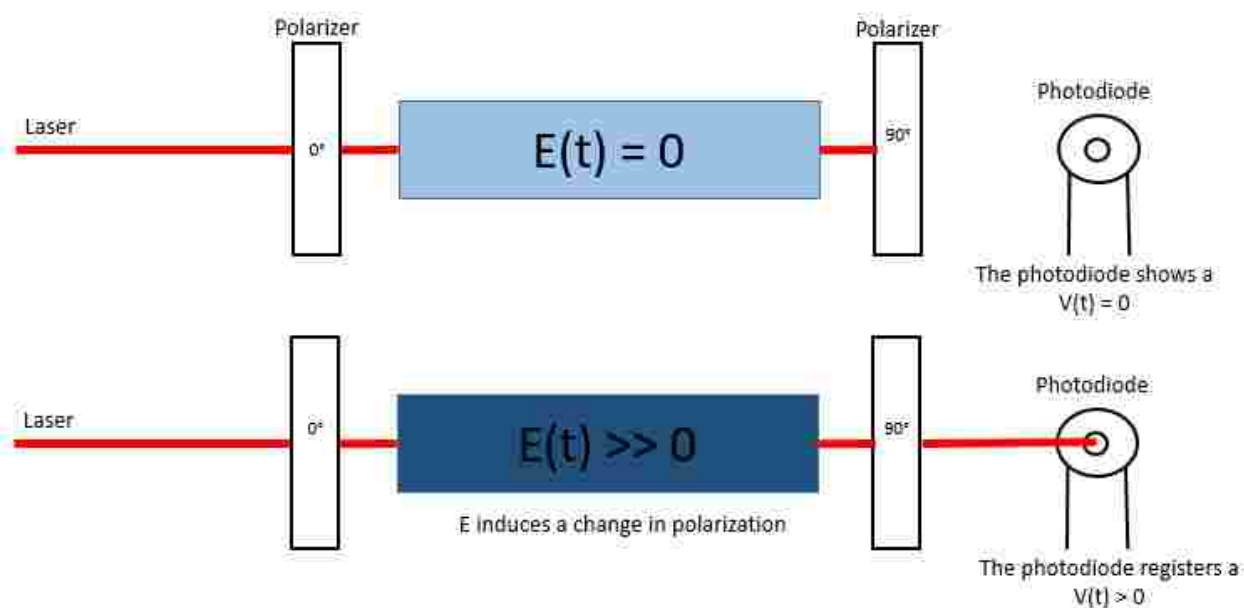 Polarizer
Polarizer
Photodiode
Laser
0°
E(t) = 0
90°
The photodiode shows a
V(t) = 0
Photodiode
Laser
0°
E(t) >> 0
90°
E induces a change in polarization
The photodiode registers a
V(t) > 0